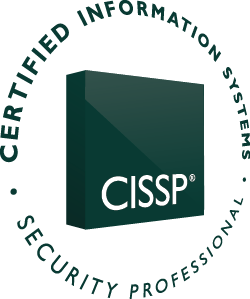 CERTIFIED INFORMATION SYSTEMS
CISSP®
• SECURITY PROFESSIONAL •